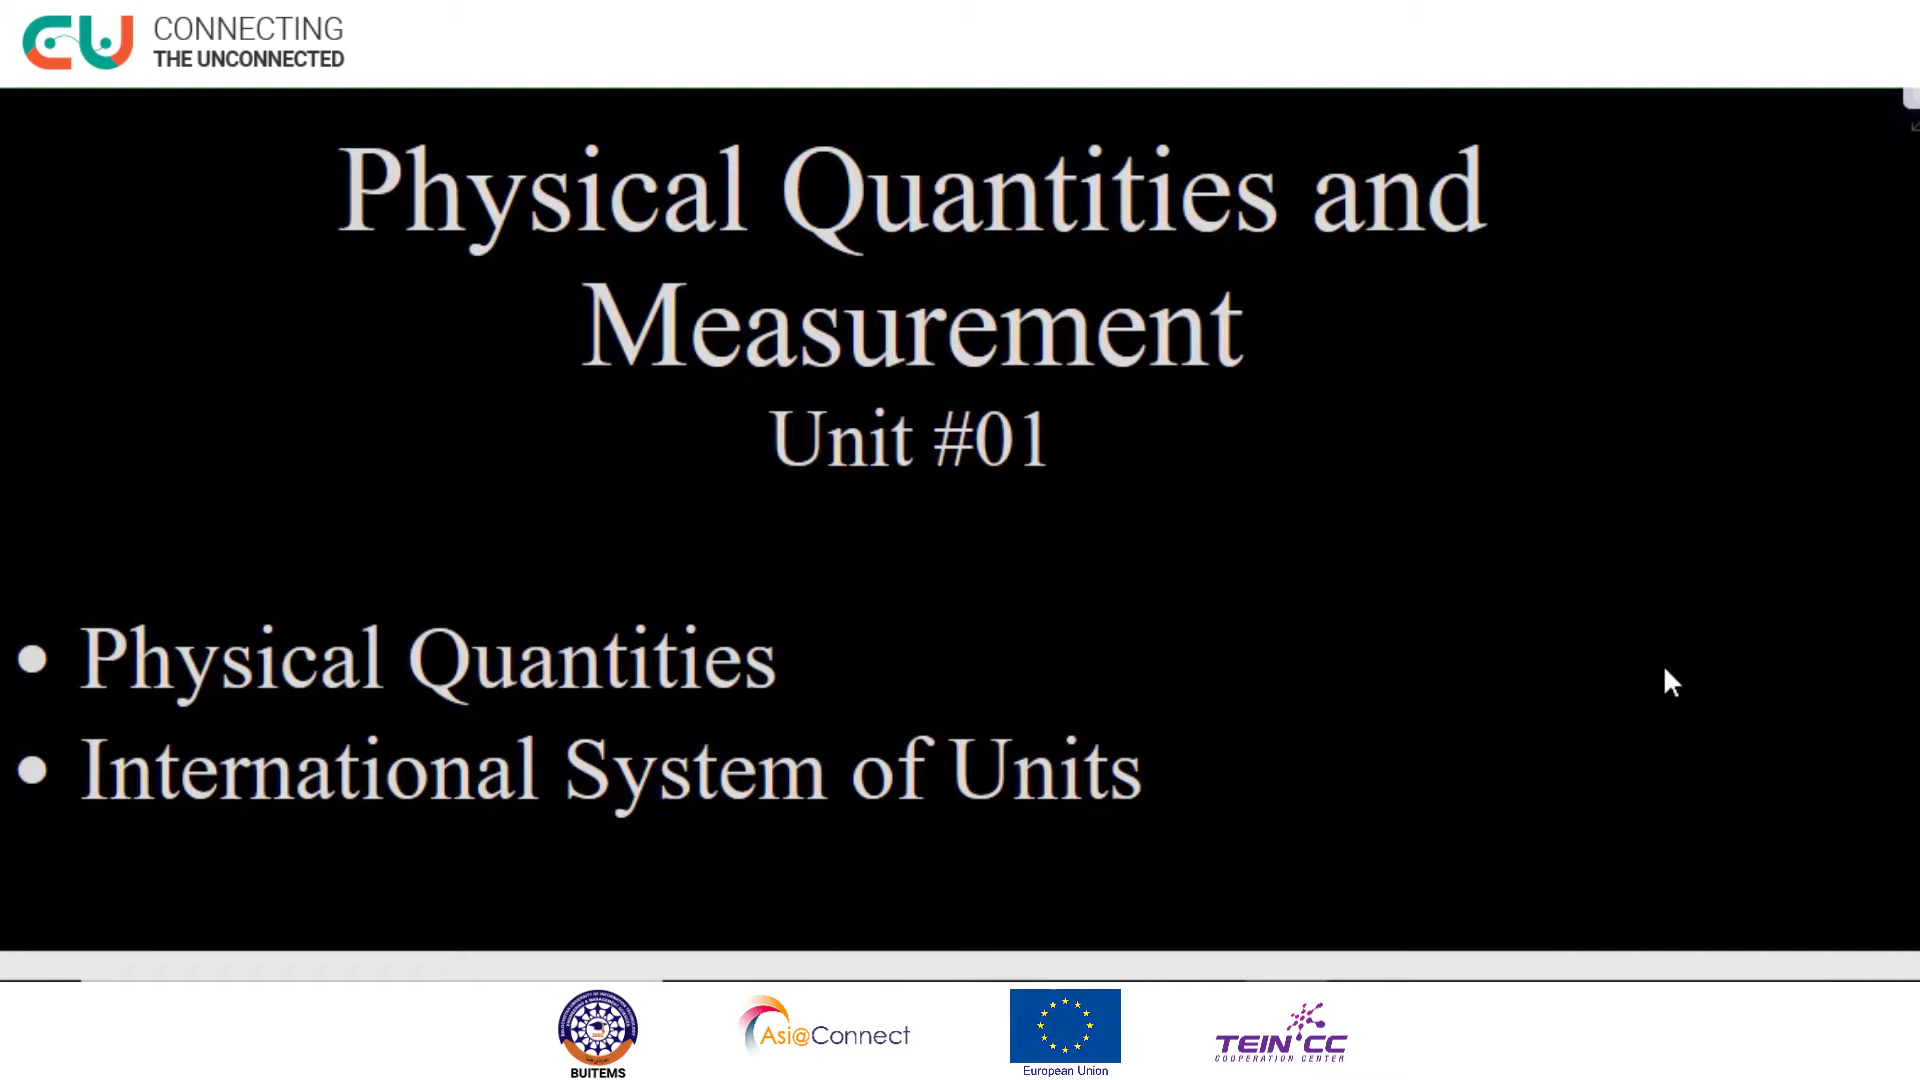 CONNECTING
THE UNCONNECTED
Physical Quantities and
Measurement
Unit #01
• Physical Quantities
• International System of Units
BUITEMS
Asi@Connect
European Union
TEIN*CC
COOPERATION CENTER